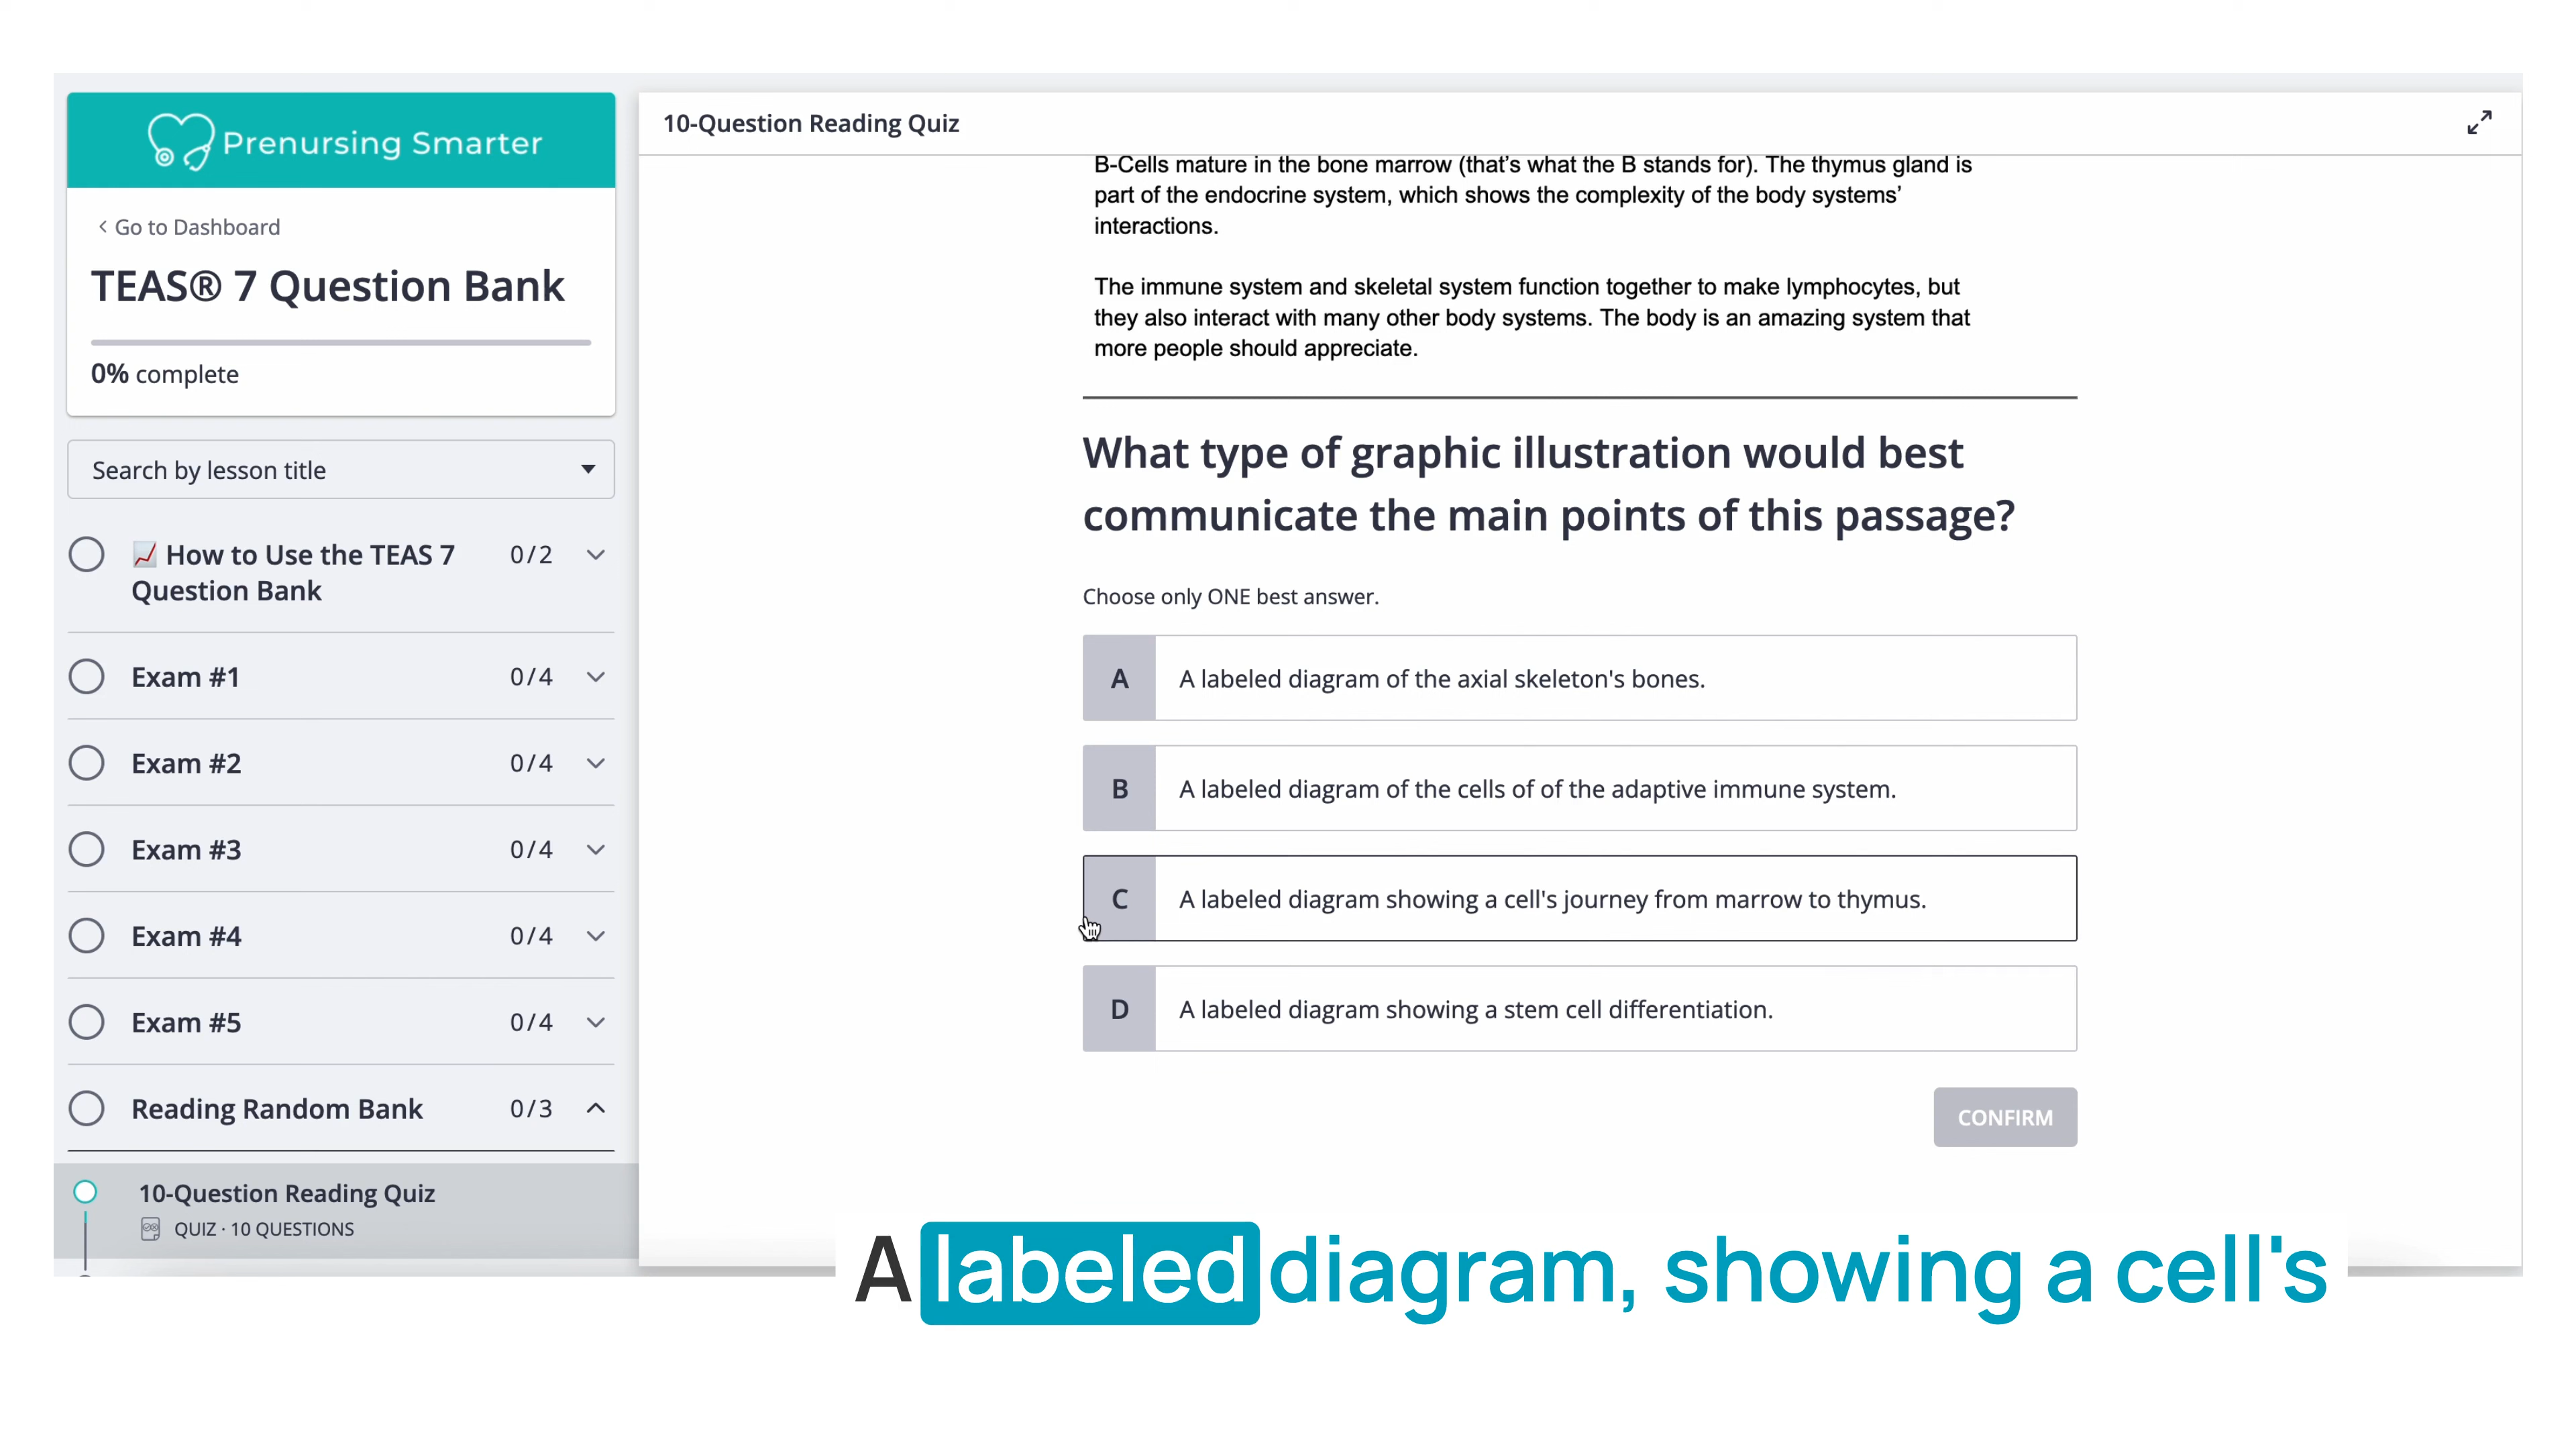 Prenursing Smarter
Go to Dashboard
TEAS® 7 Question Bank
0% complete
Search by lesson title
📈 How to Use the TEAS 7 0/2
Question Bank
Exam #1 0/4
Exam #2 0/4
Exam #3 0/4
Exam #4 0/4
Exam #5 0/4
Reading Random Bank 0/3
10-Question Reading Quiz
QUIZ · 10 QUESTIONS
10-Question Reading Quiz
B-Cells mature in the bone marrow (that's what the B stands for). The thymus gland is
part of the endocrine system, which shows the complexity of the body systems’
interactions.
The immune system and skeletal system function together to make lymphocytes, but
they also interact with many other body systems. The body is an amazing system that
more people should appreciate.
What type of graphic illustration would best
communicate the main points of this passage?
Choose only ONE best answer.
A A labeled diagram of the axial skeleton's bones.
B A labeled diagram of the cells of of the adaptive immune system.
C A labeled diagram showing a cell's journey from marrow to thymus.
D A labeled diagram showing a stem cell differentiation.
CONFIRM
A labeled diagram, showing a cell's